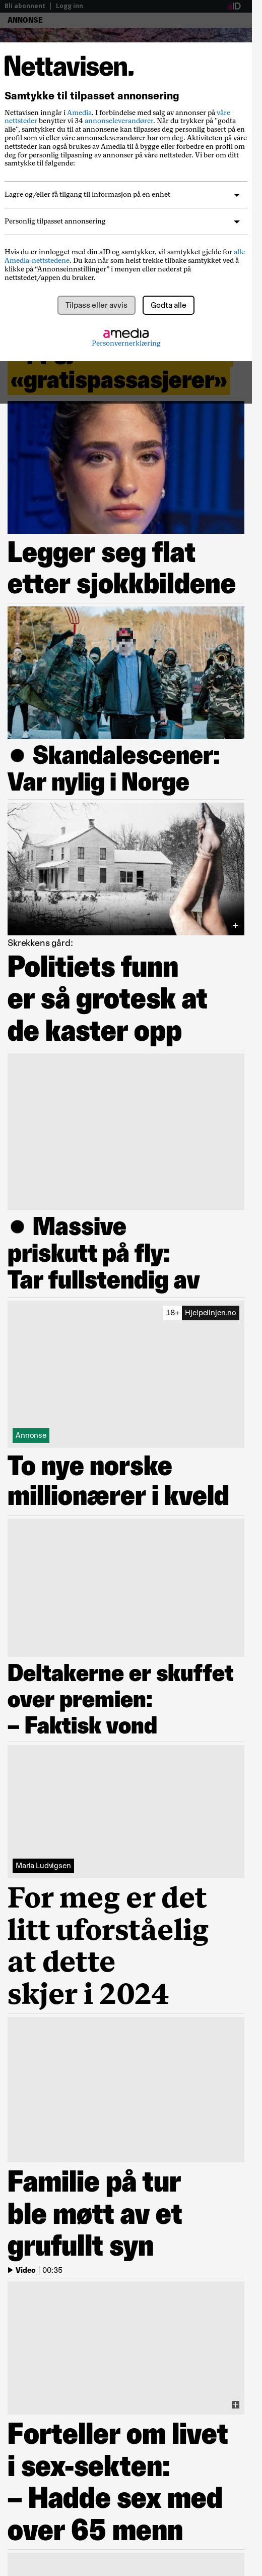 Bli abonnent | Logg inn
aID
ANNONSE
Nettavisen.
Samtykke til tilpasset annonsering
Nettavisen inngår i Amedia. I forbindelse med salg av annonser på våre
nettsteder benytter vi 34 annonseleverandører. Når du trykker på "godta
alle", samtykker du til at annonsene kan tilpasses deg personlig basert på en
profil som vi eller våre annonseleverandører har om deg. Aktiviteten på våre
nettsteder kan også brukes av Amedia til å bygge eller forbedre en profil om
deg for personlig tilpasning av annonser på våre nettsteder. Vi ber om ditt
samtykke til følgende:
Lagre og/eller få tilgang til informasjon på en enhet
Personlig tilpasset annonsering
Hvis du er innlogget med din aID og samtykker, vil samtykket gjelde for alle
Amedia-nettstedene. Du kan når som helst trekke tilbake samtykket ved å
klikke på “Annonseinnstillinger” i menyen eller nederst på
nettstedet/appen du bruker.
Tilpass eller avvis
Godta alle
amedia
Personvernerklæring
«gratispassasjerer»
Legger seg flat
etter sjokkbildene
● Skandalescener:
Var nylig i Norge
Skrekkens gård:
Politiets funn
er så grotesk at
de kaster opp
● Massive
priskutt på fly:
Tar fullstendig av
18+ Hjelpelinjen.no
Annonse
To nye norske
millionærer i kveld
Deltakerne er skuffet
over premien:
– Faktisk vond
Maria Ludvigsen
For meg er det
litt uforståelig
at dette
skjer i 2024
Familie på tur
ble møtt av et
grufullt syn
Video | 00:35
Forteller om livet
i sex-sekten:
– Hadde sex med
over 65 menn